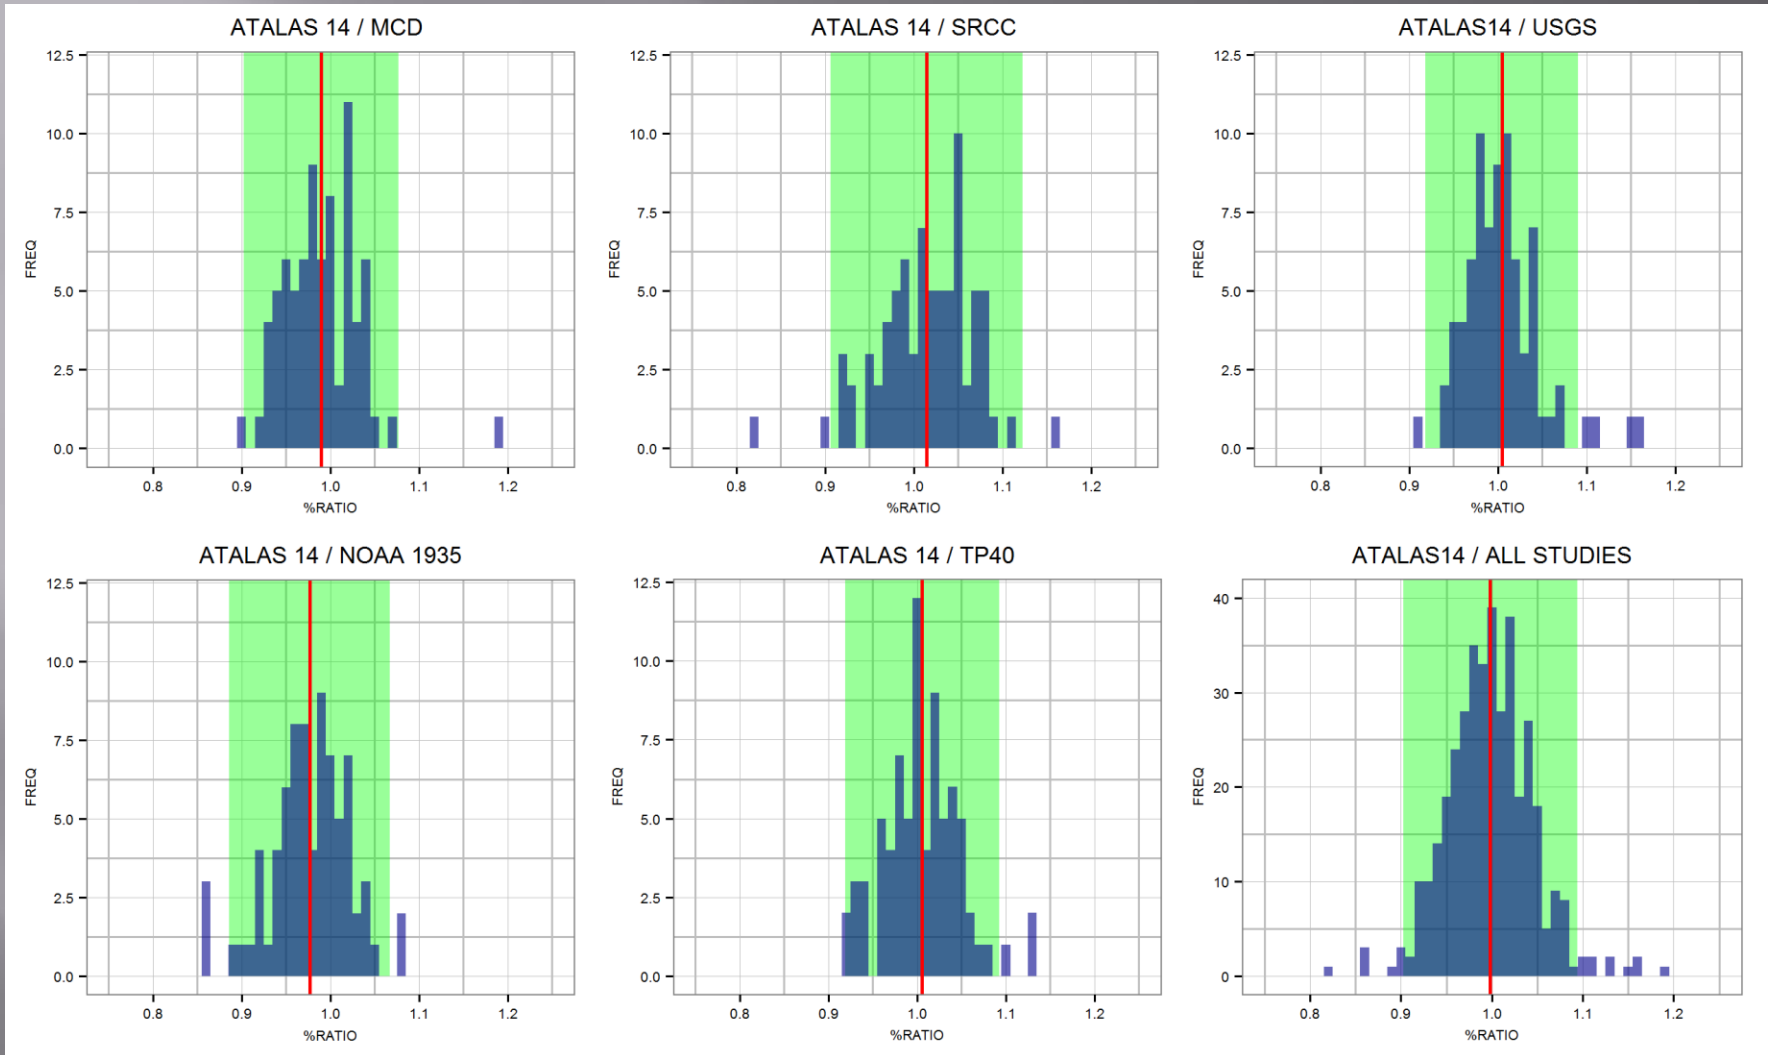 ATALAS 14 / MCD
12.5
10.0
7.5
5.0
2.5
0.0
FREQ
0.8 0.9 1.0 1.1 1.2
%RATIO
ATALAS 14 / SRCC
12.5
10.0
7.5
5.0
2.5
0.0
FREQ
0.8 0.9 1.0 1.1 1.2
%RATIO
ATALAS14 / USGS
12.5
10.0
7.5
5.0
2.5
0.0
FREQ
0.8 0.9 1.0 1.1 1.2
%RATIO
ATALAS 14 / NOAA 1935
12.5
10.0
7.5
5.0
2.5
0.0
FREQ
0.8 0.9 1.0 1.1 1.2
%RATIO
ATALAS 14 / TP40
12.5
10.0
7.5
5.0
2.5
0.0
FREQ
0.8 0.9 1.0 1.1 1.2
%RATIO
ATALAS14 / ALL STUDIES
40
30
20
10
0
FREQ
0.8 0.9 1.0 1.1 1.2
%RATIO